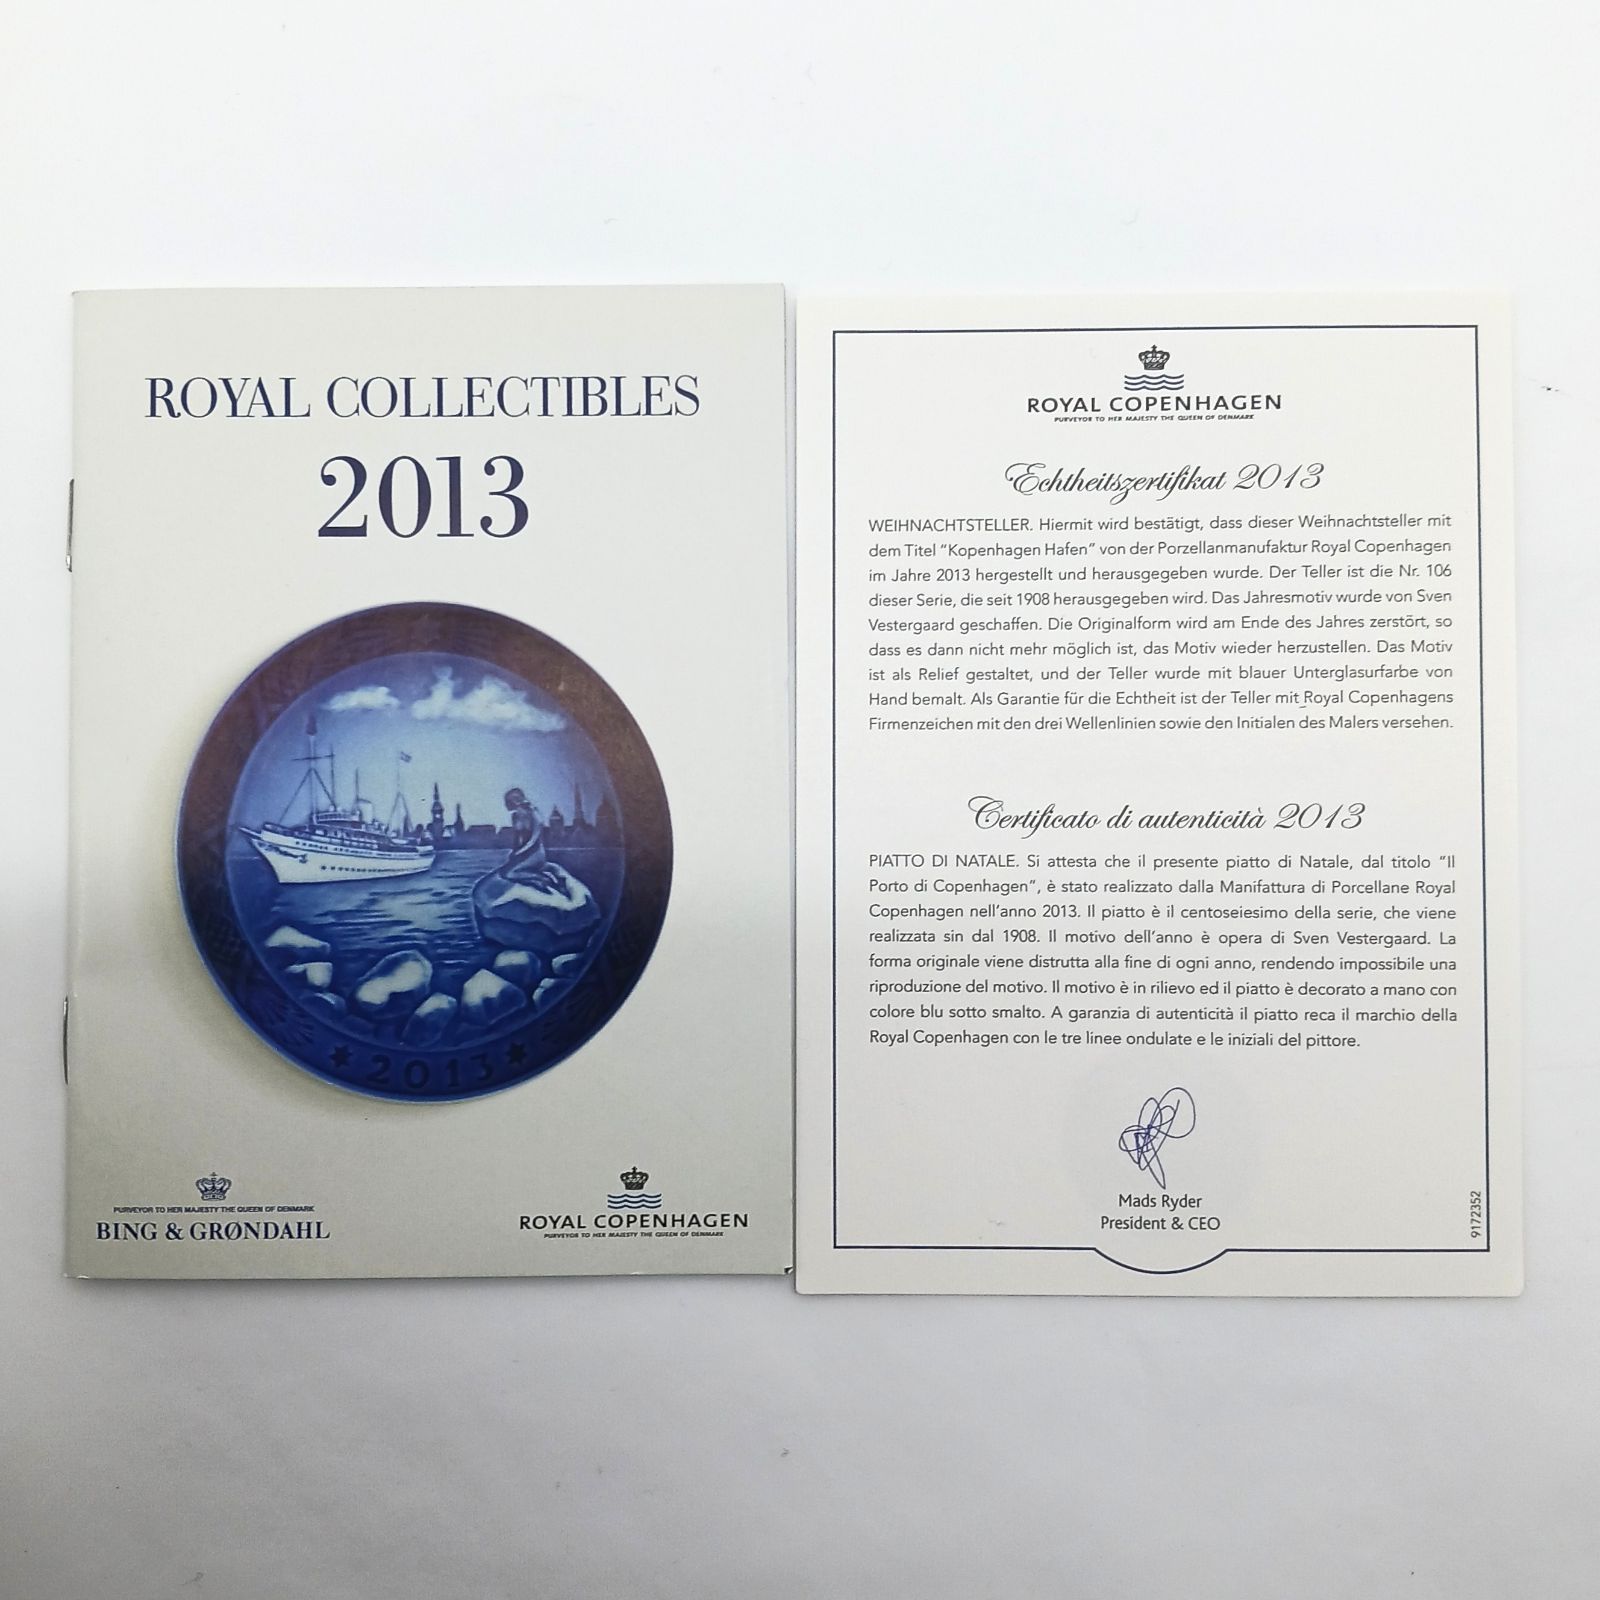 ROYAL COLLECTIBLES
2013
2013
PURVEYOR TO HER MAJESTY THE QUEEN OF DENMARK
BING & GRØNDAHL
ROYAL COPENHAGEN
PURVEYOR TO HER MAJESTY THE QUEEN OF DENMARK
ROYAL COPENHAGEN
PURVEYOR TO HER MAJESTY THE QUEEN OF DENMARK
Echtheitszertifikat 2013
WEIHNACHTSTELLER. Hiermit wird bestätigt, dass dieser Weihnachtsteller mit
dem Titel "Kopenhagen Hafen" von der Porzellanmanufaktur Royal Copenhagen
im Jahre 2013 hergestellt und herausgegeben wurde. Der Teller ist die Nr. 106
dieser Serie, die seit 1908 herausgegeben wird. Das Jahresmotiv wurde von Sven
Vestergaard geschaffen. Die Originalform wird am Ende des Jahres zerstört, so
dass es dann nicht mehr möglich ist, das Motiv wieder herzustellen. Das Motiv
ist als Relief gestaltet, und der Teller wurde mit blauer Unterglasurfarbe von
Hand bemalt. Als Garantie für die Echtheit ist der Teller mit Royal Copenhagens
Firmenzeichen mit den drei Wellenlinien sowie den Initialen des Malers versehen.
Certificato di autenticità 2013
PIATTO DI NATALE. Si attesta che il presente piatto di Natale, dal titolo "Il
Porto di Copenhagen", è stato realizzato dalla Manifattura di Porcellane Royal
Copenhagen nell'anno 2013. Il piatto è il centoseiesimo della serie, che viene
realizzata sin dal 1908. Il motivo dell'anno è opera di Sven Vestergaard. La
forma originale viene distrutta alla fine di ogni anno, rendendo impossibile una
riproduzione del motivo. Il motivo è in rilievo ed il piatto è decorato a mano con
colore blu sotto smalto. A garanzia di autenticità il piatto reca il marchio della
Royal Copenhagen con le tre linee ondulate e le iniziali del pittore.
Mads Ryder
President & CEO
9172352